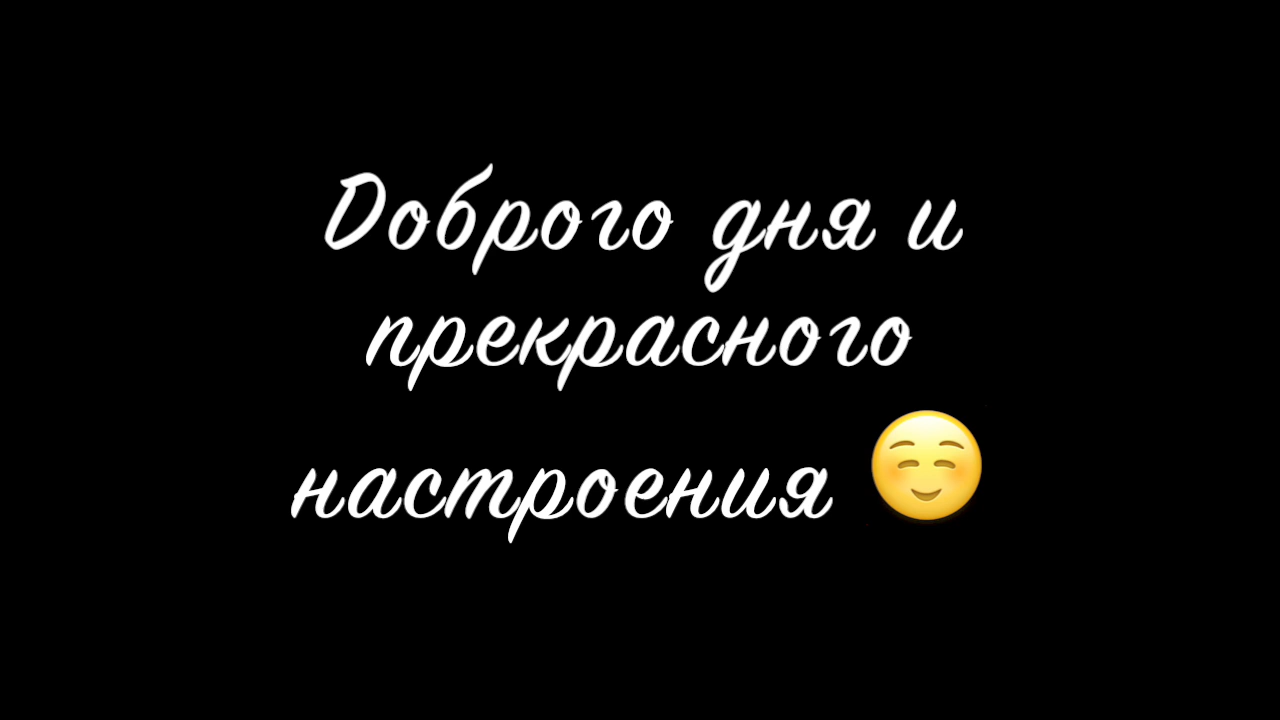 Доброго дня и
прекрасного
настроения ☺️